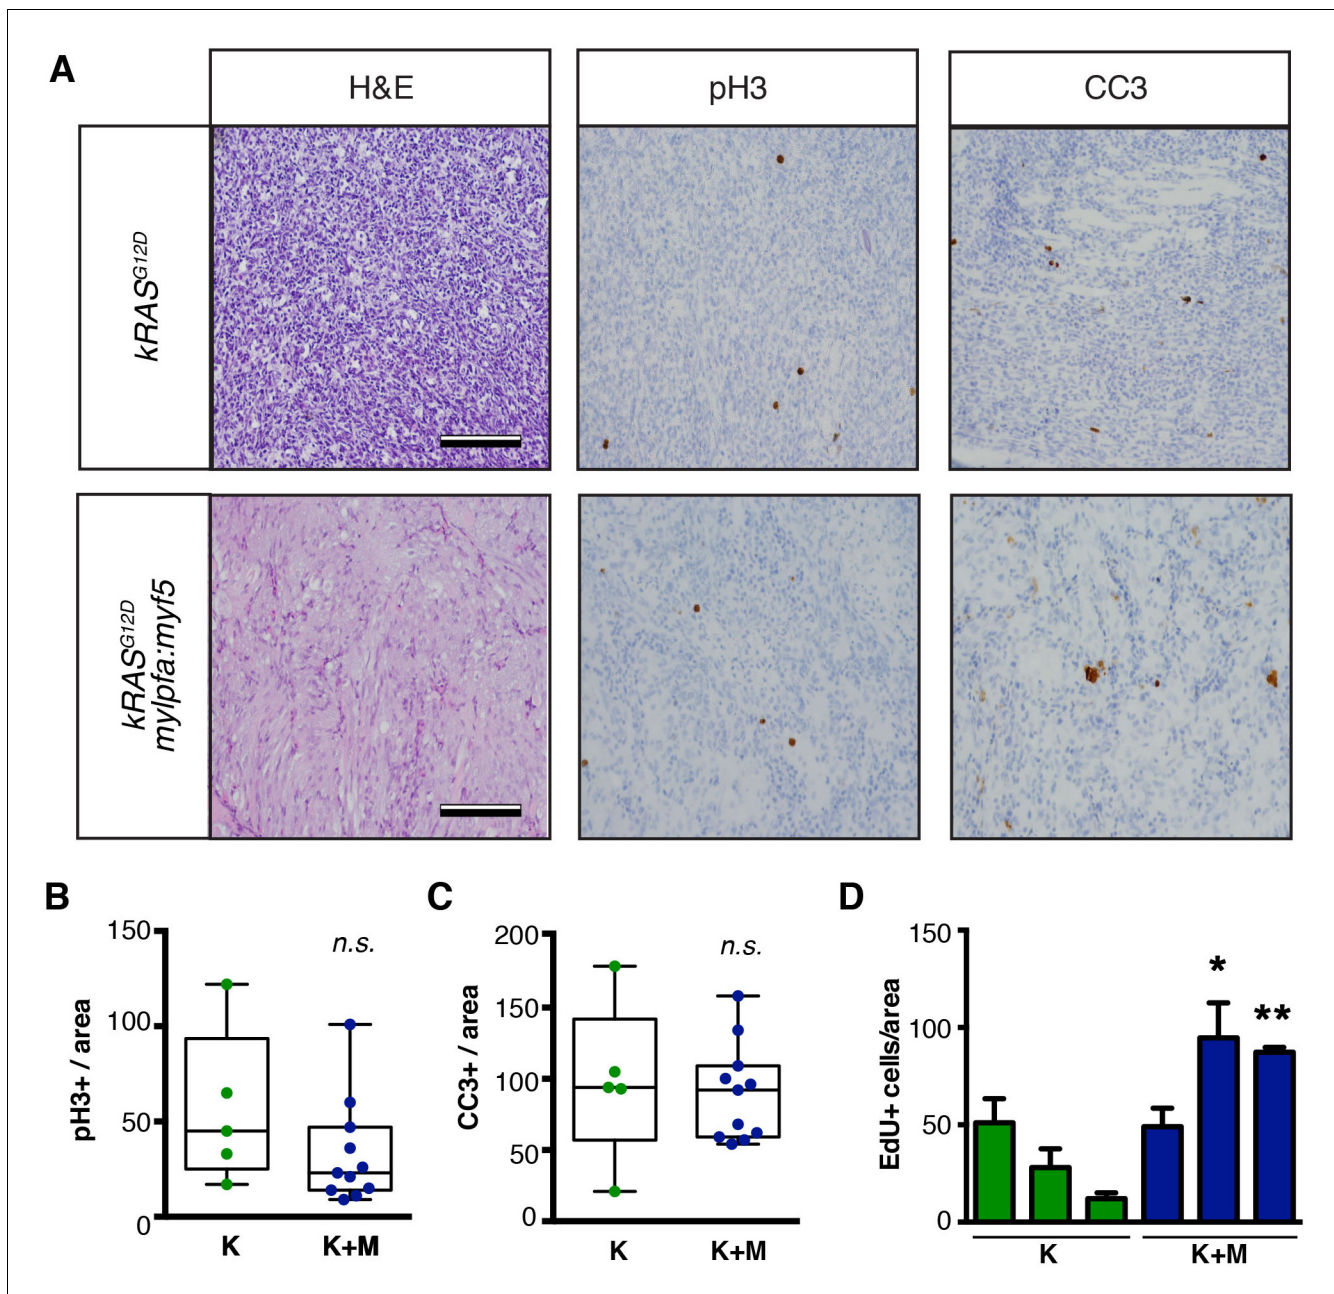 A
H&E
pH3
CC3
kRASG12D
kRASG12D
mylpfa:myf5
B
150
100
50
0
pH3+ / area
n.s.
K
K+M
C
200
150
100
50
0
CC3+ / area
n.s.
K
K+M
D
150
100
50
0
EdU+ cells/area
*
**
K
K+M